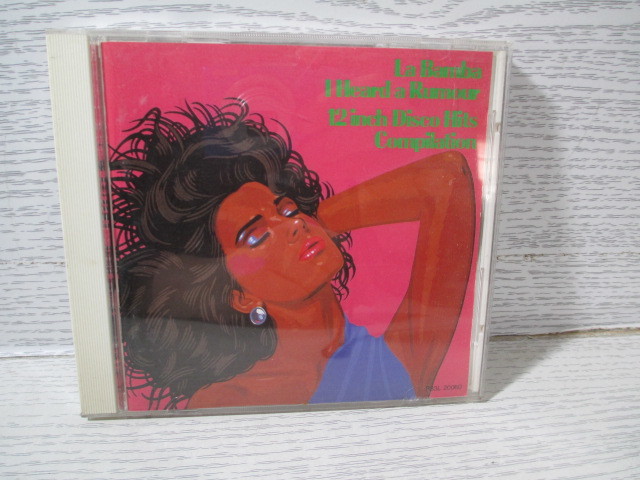 La Bamba
I Heard a Rumour
12 inch Disco Hits
Compilation